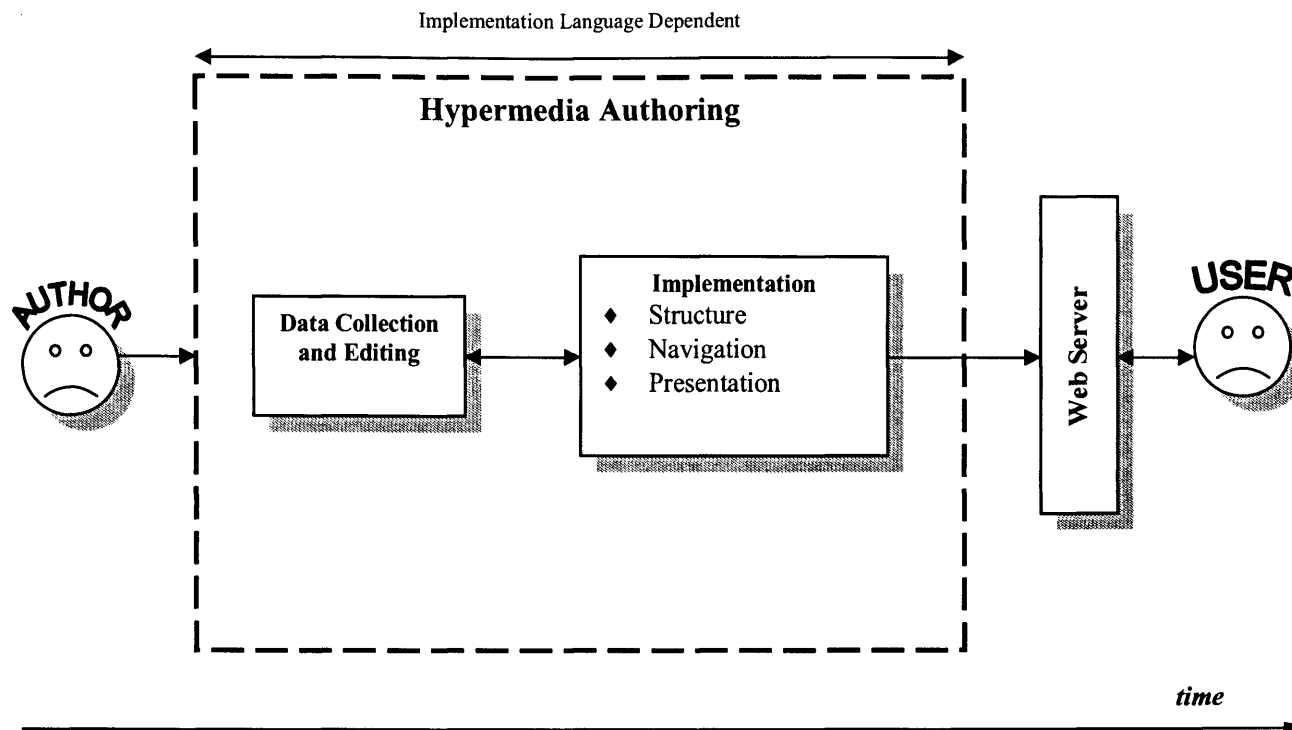 Implementation Language Dependent
Hypermedia Authoring
AUTHOR
Data Collection
and Editing
Implementation
♦ Structure
♦ Navigation
♦ Presentation
Web Server
USER
time